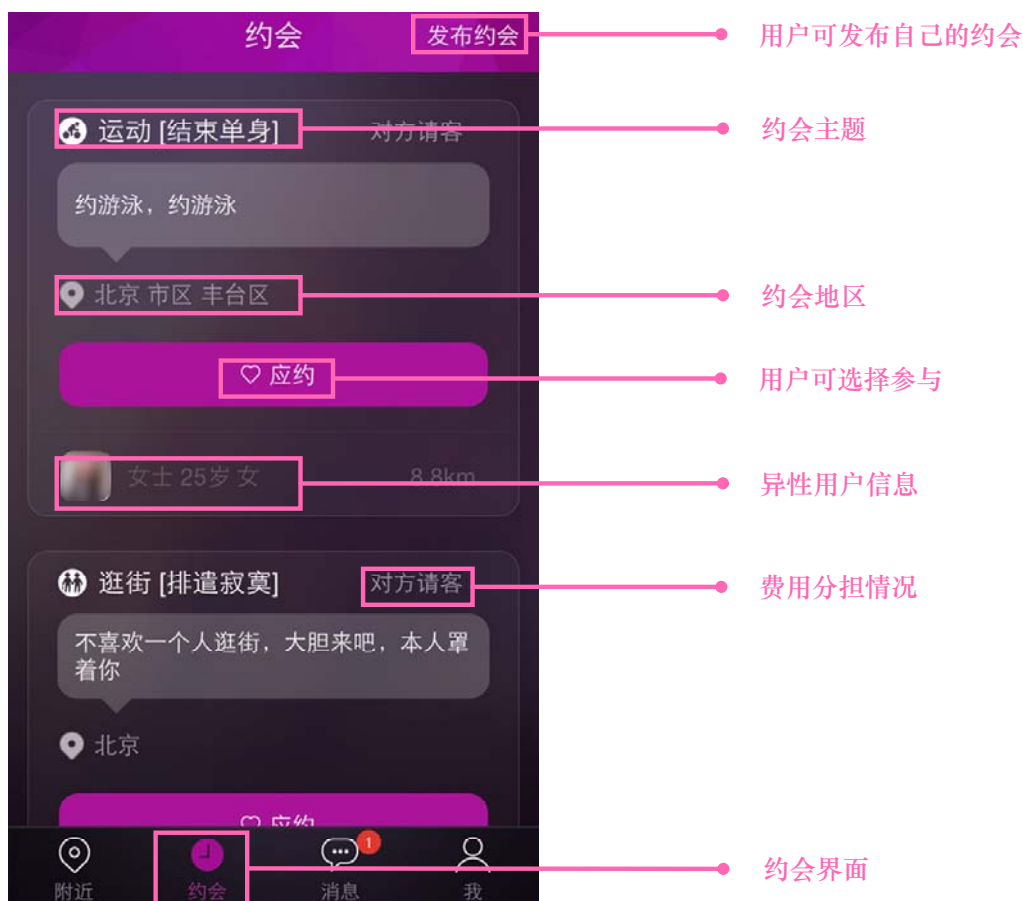 约会
发布约会
用户可发布自己的约会
运动 [结束单身]
对方请客
约会主题
约游泳，约游泳
北京 市区 丰台区
约会地区
应约
用户可选择参与
女士 25岁 女
8.8km
异性用户信息
逛街 [排遣寂寞]
对方请客
费用分担情况
不喜欢一个人逛街，大胆来吧，本人罩
着你
北京
应约
1
附近
约会
消息
我
约会界面